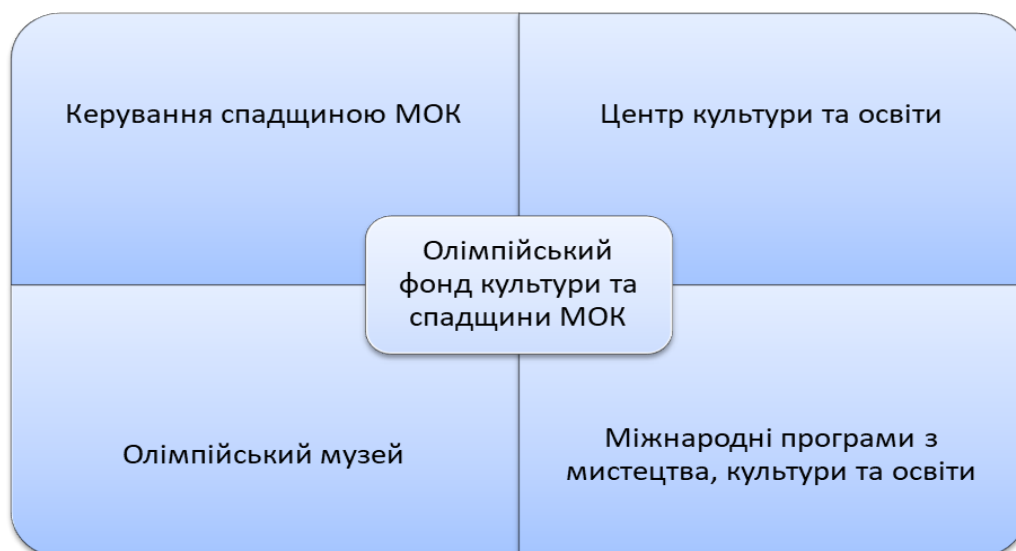 Керування спадщиною МОК
Центр культури та освіти
Олімпійський
фонд культури та
спадщини МОК
Олімпійський музей
Міжнародні програми з
мистецтва, культури та освіти